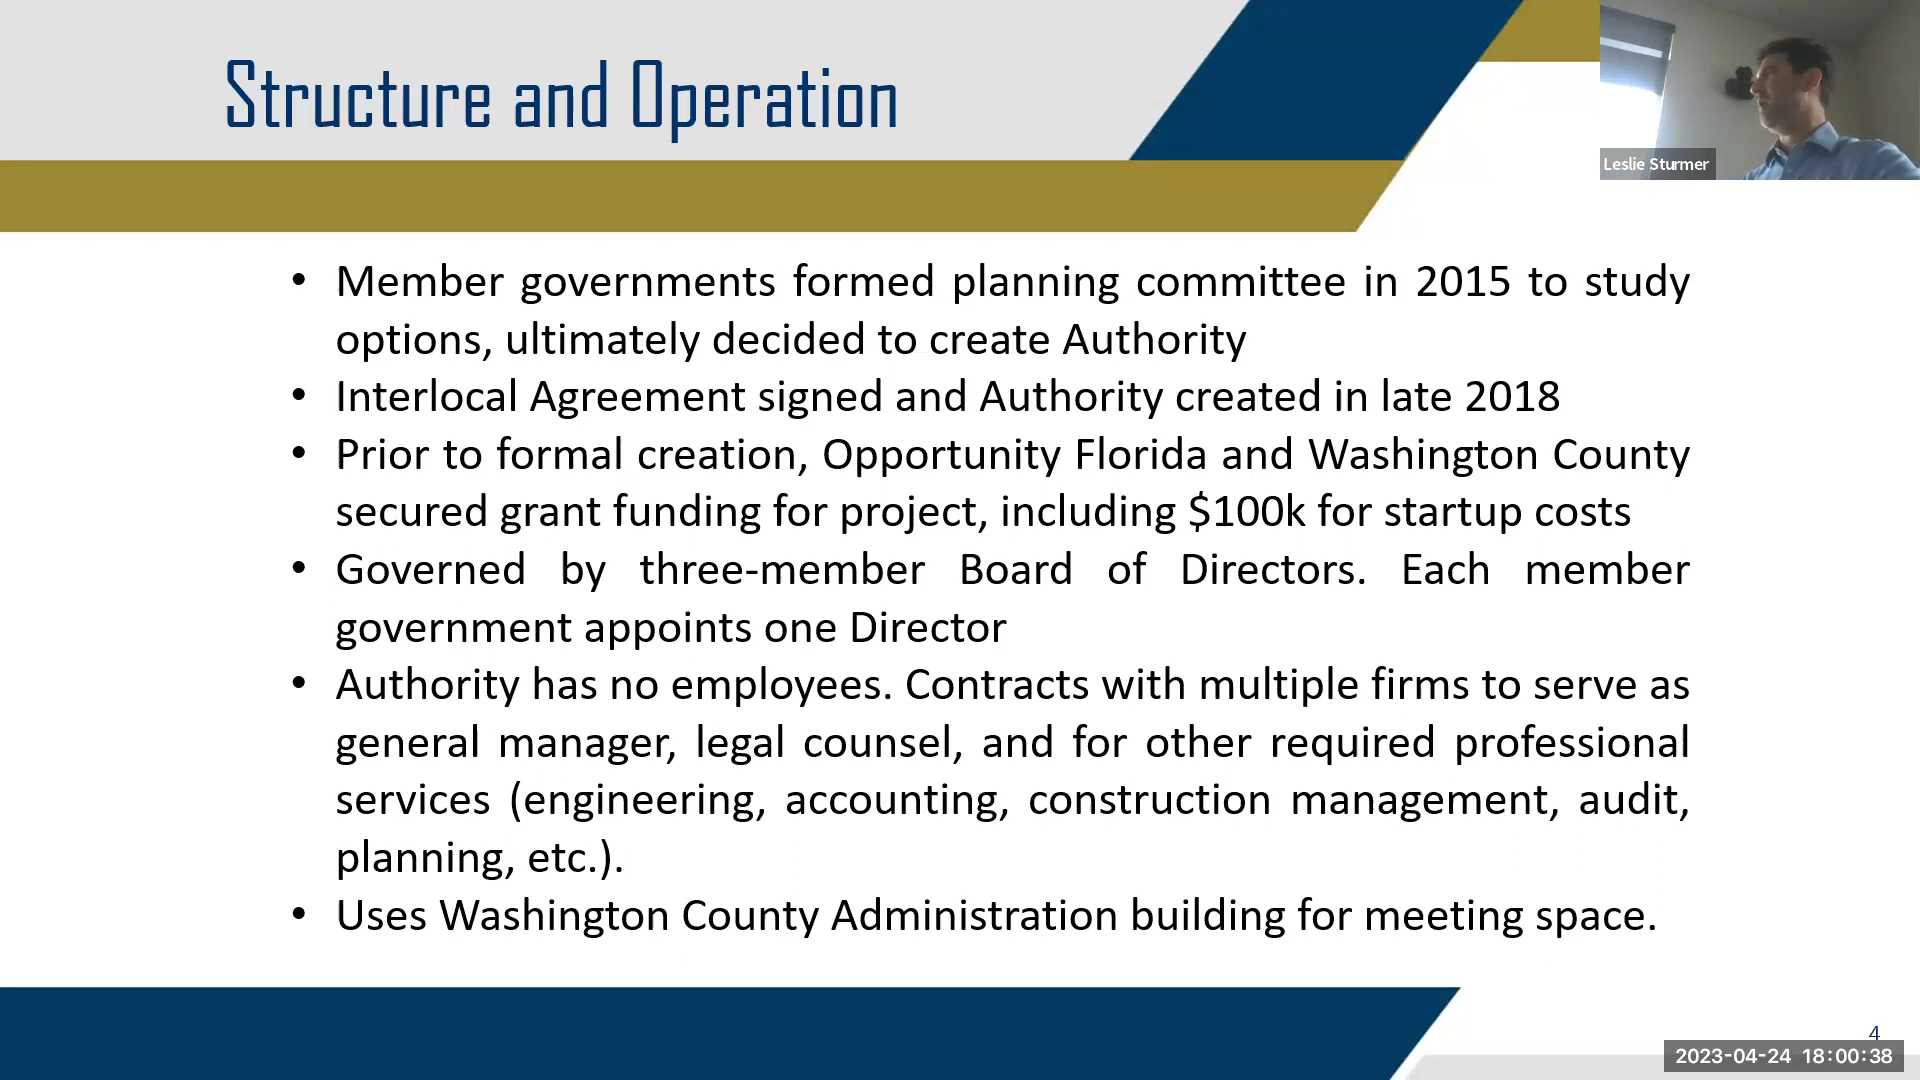 Structure and Operation
Leslie Sturmer
• Member governments formed planning committee in 2015 to study
options, ultimately decided to create Authority
• Interlocal Agreement signed and Authority created in late 2018
• Prior to formal creation, Opportunity Florida and Washington County
secured grant funding for project, including $100k for startup costs
• Governed by three-member Board of Directors. Each member
government appoints one Director
• Authority has no employees. Contracts with multiple firms to serve as
general manager, legal counsel, and for other required professional
services (engineering, accounting, construction management, audit,
planning, etc.).
• Uses Washington County Administration building for meeting space.
4
2023-04-24 18:00:38